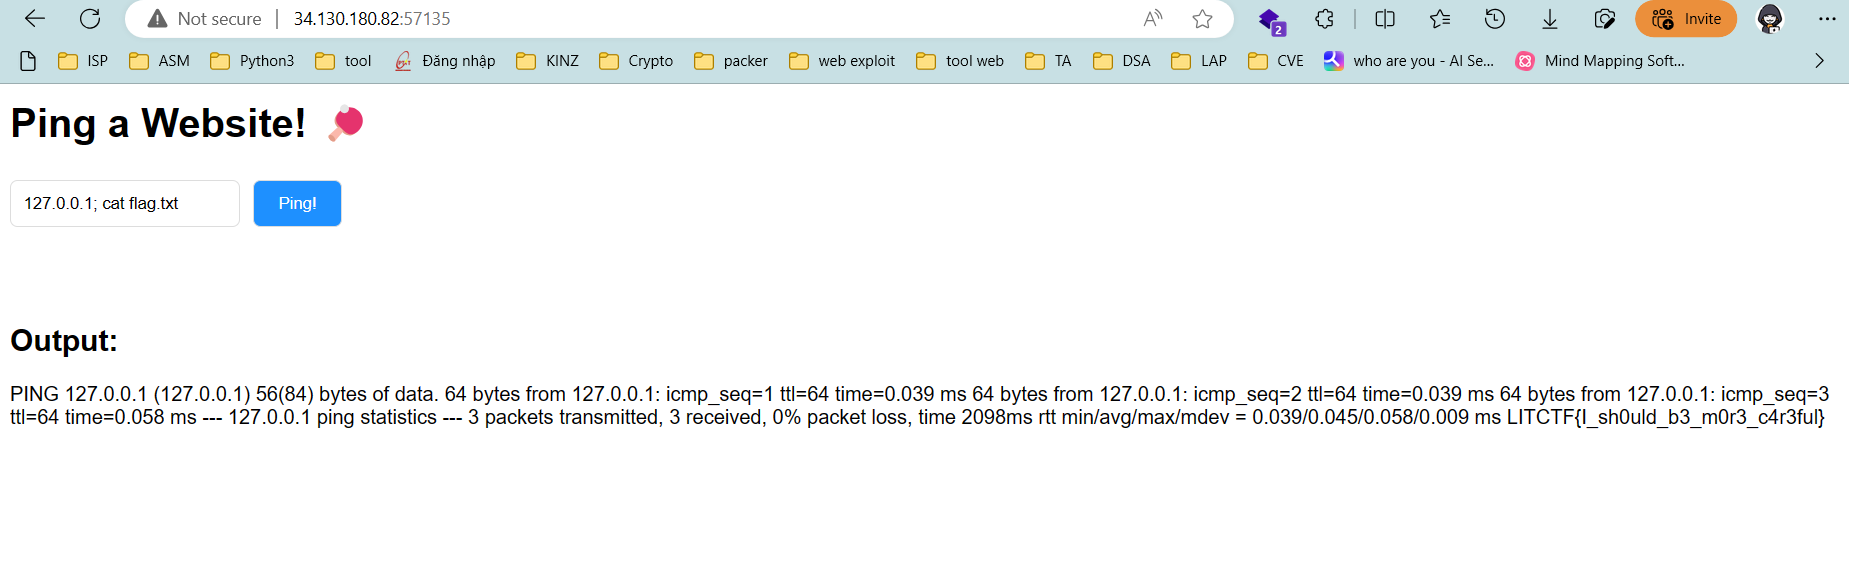 Not secure 34.130.180.82:57135 A 2 Invite
ISP ASM Python3 tool Đăng nhập KINZ Crypto packer web exploit tool web TA DSA LAP CVE who are you - AI Se... Mind Mapping Soft...
Ping a Website!
127.0.0.1; cat flag.txt Ping!
Output:
PING 127.0.0.1 (127.0.0.1) 56(84) bytes of data. 64 bytes from 127.0.0.1: icmp_seq=1 ttl=64 time=0.039 ms 64 bytes from 127.0.0.1: icmp_seq=2 ttl=64 time=0.039 ms 64 bytes from 127.0.0.1: icmp_seq=3
ttl=64 time=0.058 ms --- 127.0.0.1 ping statistics --- 3 packets transmitted, 3 received, 0% packet loss, time 2098ms rtt min/avg/max/mdev = 0.039/0.045/0.058/0.009 ms LITCTF{I_sh0uld_b3_m0r3_c4r3ful}